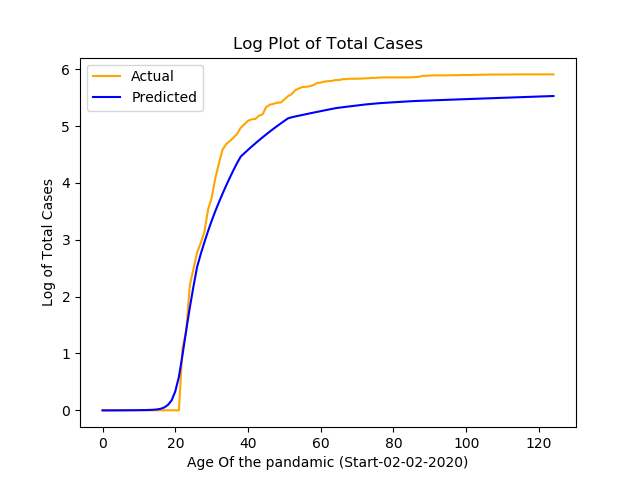 Log Plot of Total Cases
Actual
Predicted
Log of Total Cases
6
5
4
3
2
1
0
0 20 40 60 80 100 120
Age Of the pandamic (Start-02-02-2020)